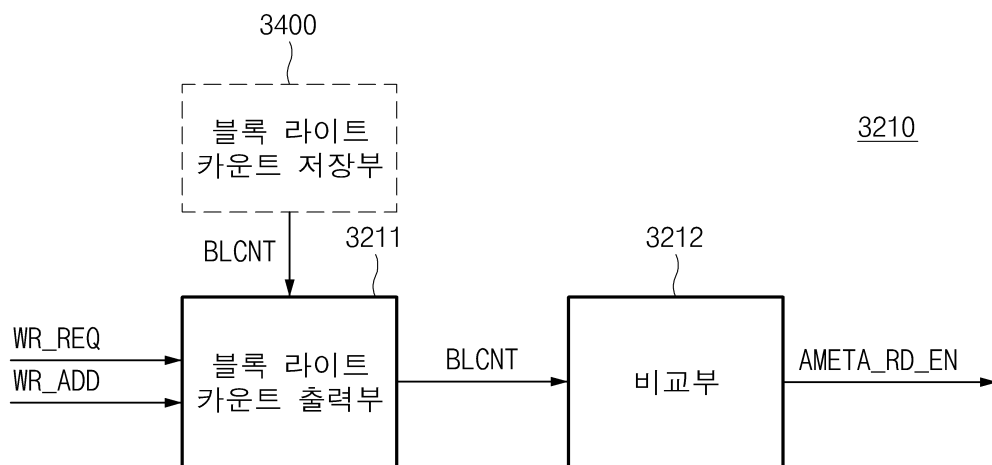 3400
블록 라이트
카운트 저장부
3210
BLCNT
3211
3212
WR_REQ
WR_ADD
블록 라이트
카운트 출력부
BLCNT
비교부
AMETA_RD_EN